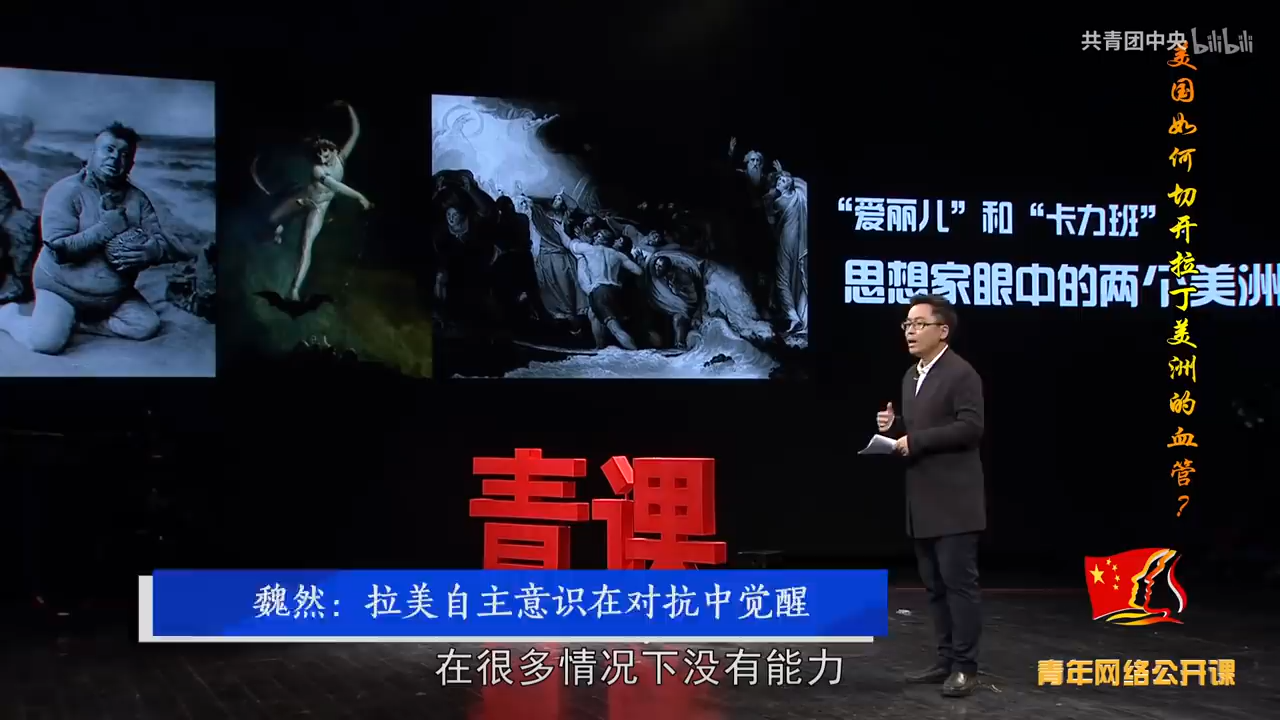 共青团中央 bilibili
美国如何切开拉丁美洲的血管？
“爱丽儿”和“卡力班”
思想家眼中的两个美洲
青课
魏然：拉美自主意识在对抗中觉醒
在很多情况下没有能力
青年网络公开课